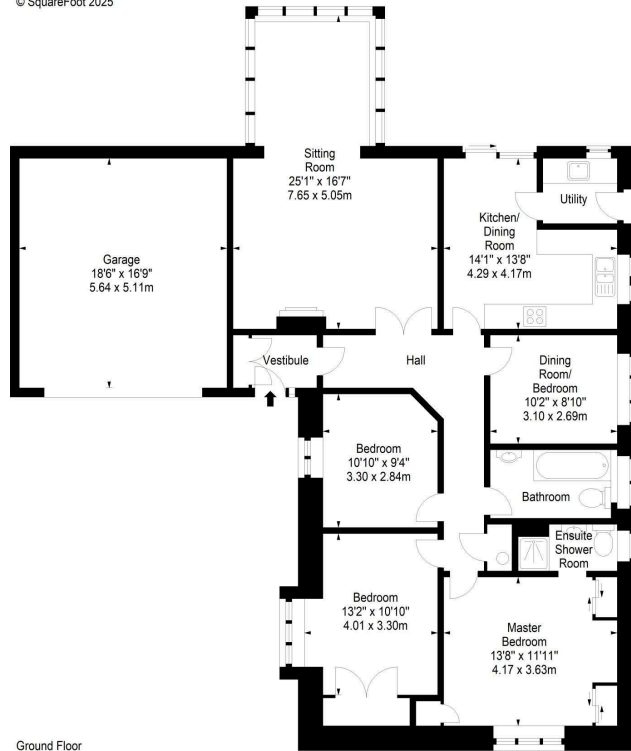 © SquareFoot 2025
Sitting
Room
25'1" x 16'7"
7.65 x 5.05m
Utility
Kitchen/
Dining
Room
14'1" x 13'8"
4.29 x 4.17m
Garage
18'6" x 16'9"
5.64 x 5.11m
Vestibule
Hall
Dining
Room/
Bedroom
10'2" x 8'10"
3.10 x 2.69m
Bedroom
10'10" x 9'4"
3.30 x 2.84m
Bathroom
Ensuite
Shower
Room
Bedroom
13'2" x 10'10"
4.01 x 3.30m
Master
Bedroom
13'8" x 11'11"
4.17 x 3.63m
Ground Floor